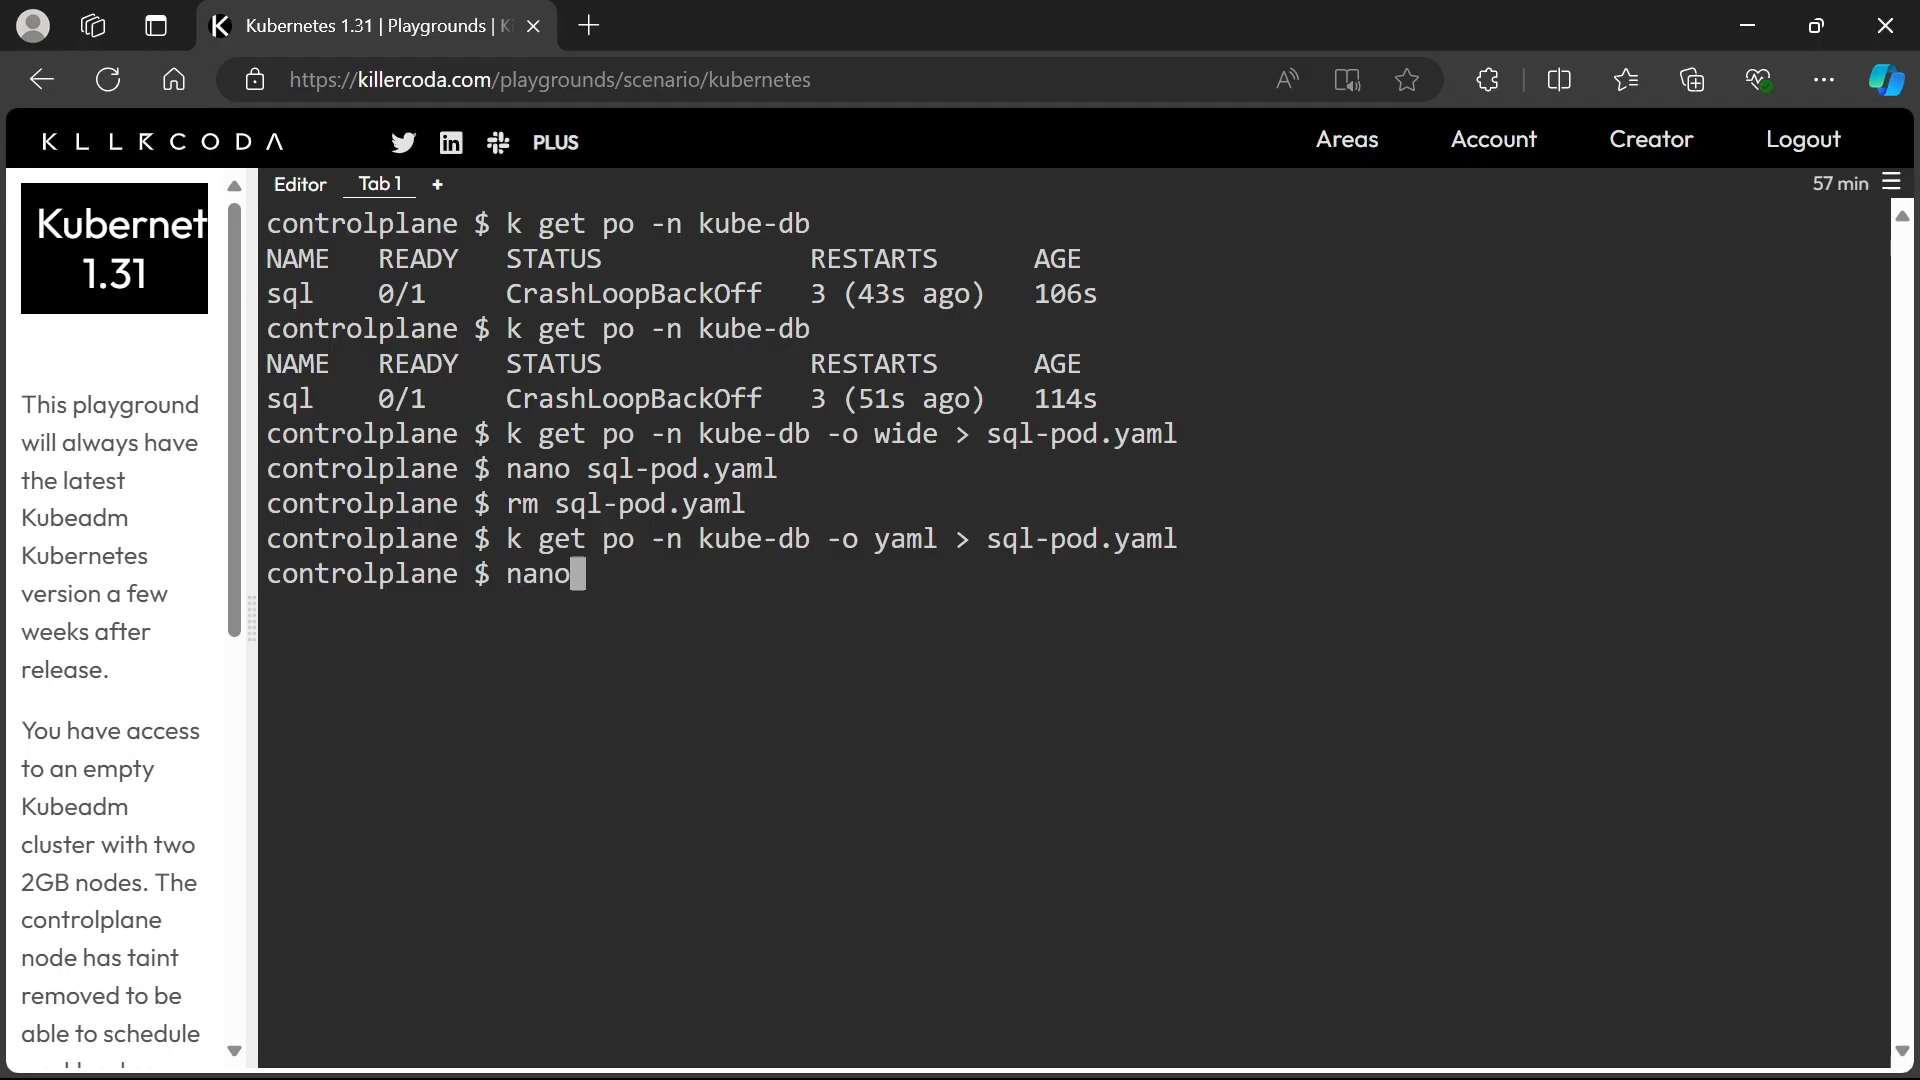 Kubernetes 1.31 | Playgrounds | K
https://killercoda.com/playgrounds/scenario/kubernetes
KLLRCODA
PLUS
Areas
Account
Creator
Logout
Kubernet
1.31
This playground
will always have
the latest
Kubeadm
Kubernetes
version a few
weeks after
release.
You have access
to an empty
Kubeadm
cluster with two
2GB nodes. The
controlplane
node has taint
removed to be
able to schedule
Editor
Tab 1
+
57 min
controlplane $ k get po -n kube-db
NAME READY STATUS RESTARTS AGE
sql 0/1 CrashLoopBackOff 3 (43s ago) 106s
controlplane $ k get po -n kube-db
NAME READY STATUS RESTARTS AGE
sql 0/1 CrashLoopBackOff 3 (51s ago) 114s
controlplane $ k get po -n kube-db -o wide > sql-pod.yaml
controlplane $ nano sql-pod.yaml
controlplane $ rm sql-pod.yaml
controlplane $ k get po -n kube-db -o yaml > sql-pod.yaml
controlplane $ nano